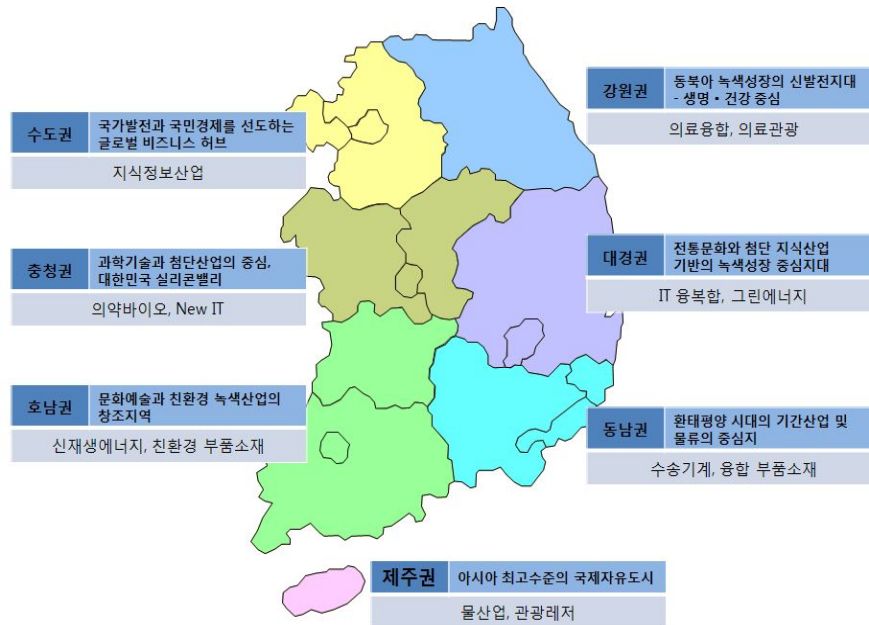 강원권
동북아 녹색성장의 신발전지대
- 생명・건강 중심
의료융합, 의료관광
수도권
국가발전과 국민경제를 선도하는
글로벌 비즈니스 허브
지식정보산업
충청권
과학기술과 첨단산업의 중심,
대한민국 실리콘밸리
의약바이오, New IT
대경권
전통문화와 첨단 지식산업
기반의 녹색성장 중심지대
IT 융복합, 그린에너지
호남권
문화예술과 친환경 녹색산업의
창조지역
신재생에너지, 친환경 부품소재
동남권
환태평양 시대의 기간산업 및
물류의 중심지
수송기계, 융합 부품소재
제주권
아시아 최고수준의 국제자유도시
물산업, 관광레저